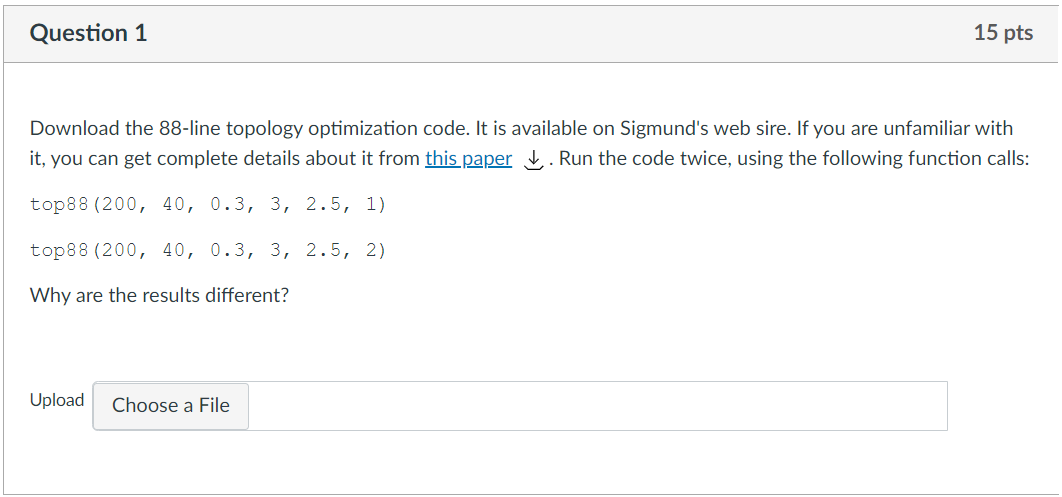 Question 1
15 pts
Download the 88-line topology optimization code. It is available on Sigmund's web sire. If you are unfamiliar with
it, you can get complete details about it from this paper ↓ . Run the code twice, using the following function calls:
top88(200, 40, 0.3, 3, 2.5, 1)
top88(200, 40, 0.3, 3, 2.5, 2)
Why are the results different?
Upload
Choose a File